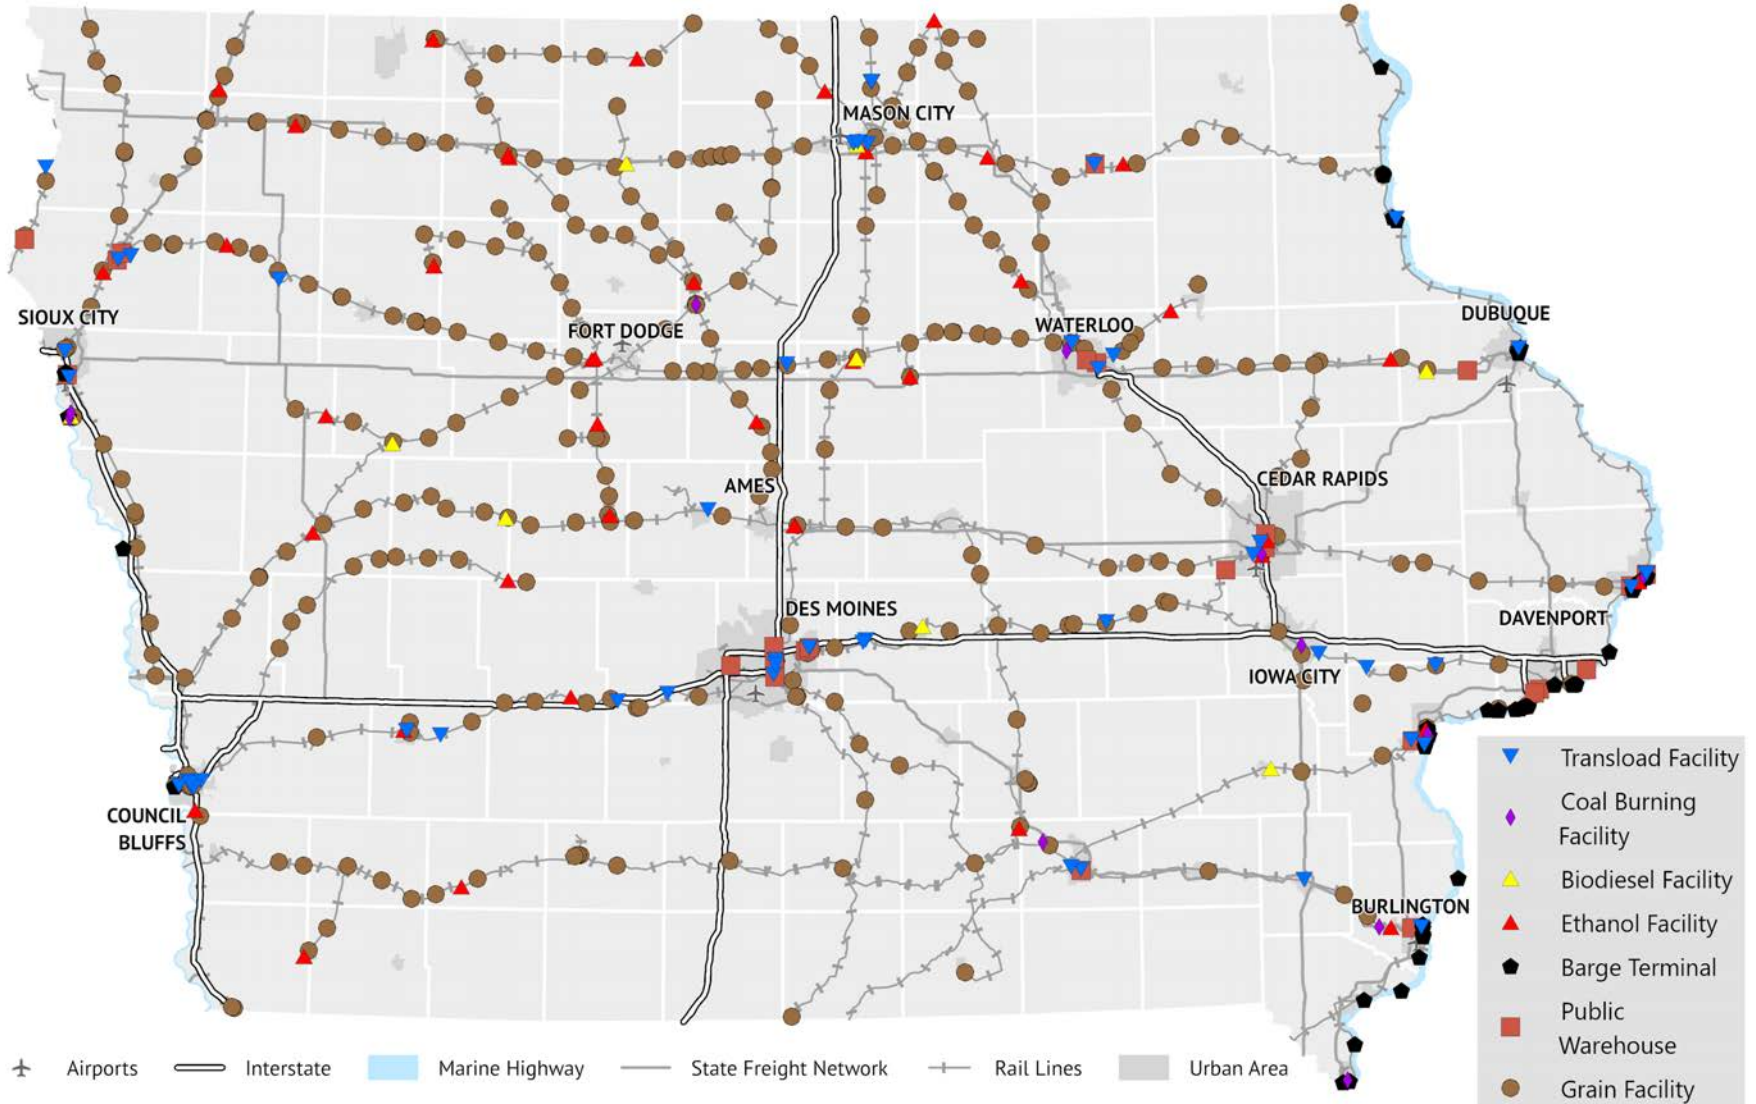 MASON CITY
SIOUX CITY
FORT DODGE
WATERLOO
DUBUQUE
AMES
CEDAR RAPIDS
DES MOINES
DAVENPORT
IOWA CITY
COUNCIL
BLUFFS
BURLINGTON
Transload Facility
Coal Burning
Facility
Biodiesel Facility
Ethanol Facility
Barge Terminal
Public
Warehouse
Grain Facility
Airports
Interstate
Marine Highway
State Freight Network
Rail Lines
Urban Area